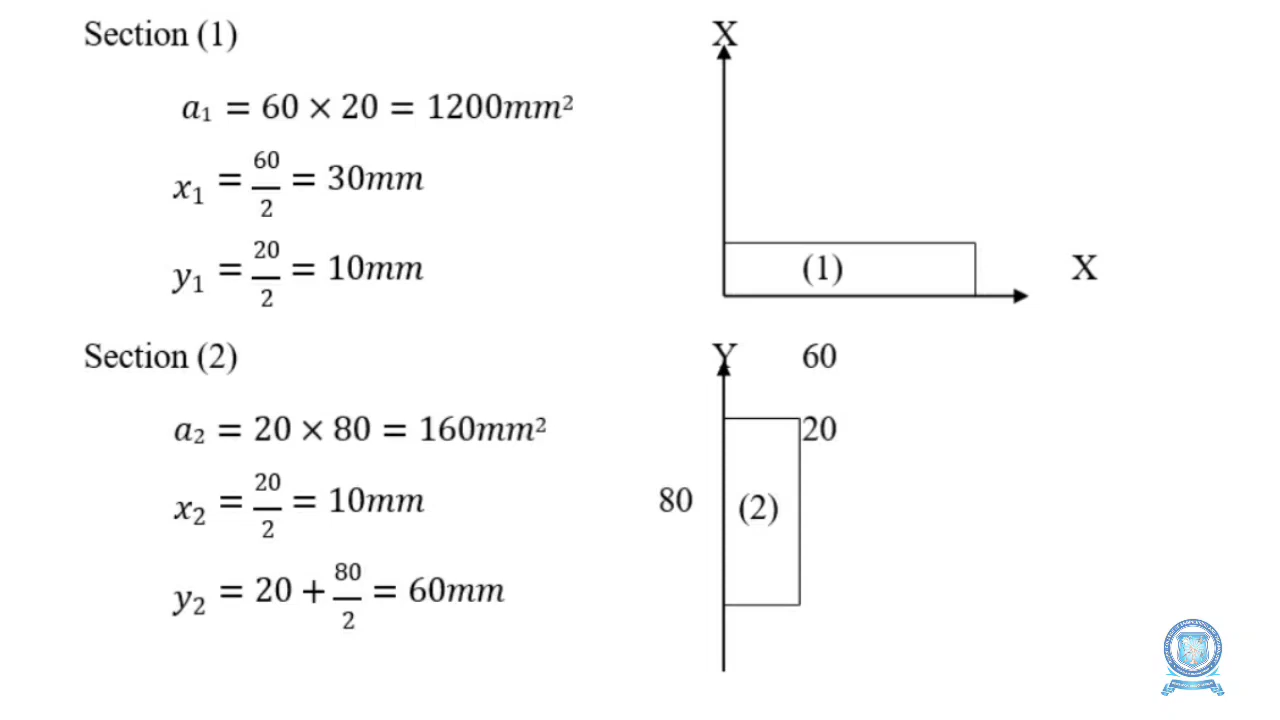 Section (1)
a₁ = 60 × 20 = 1200mm²
x₁ = 60/2 = 30mm
y₁ = 20/2 = 10mm
X
(1)
X
Section (2)
a₂ = 20 × 80 = 160mm²
x₂ = 20/2 = 10mm
y₂ = 20 + 80/2 = 60mm
Y
60
20
80
(2)